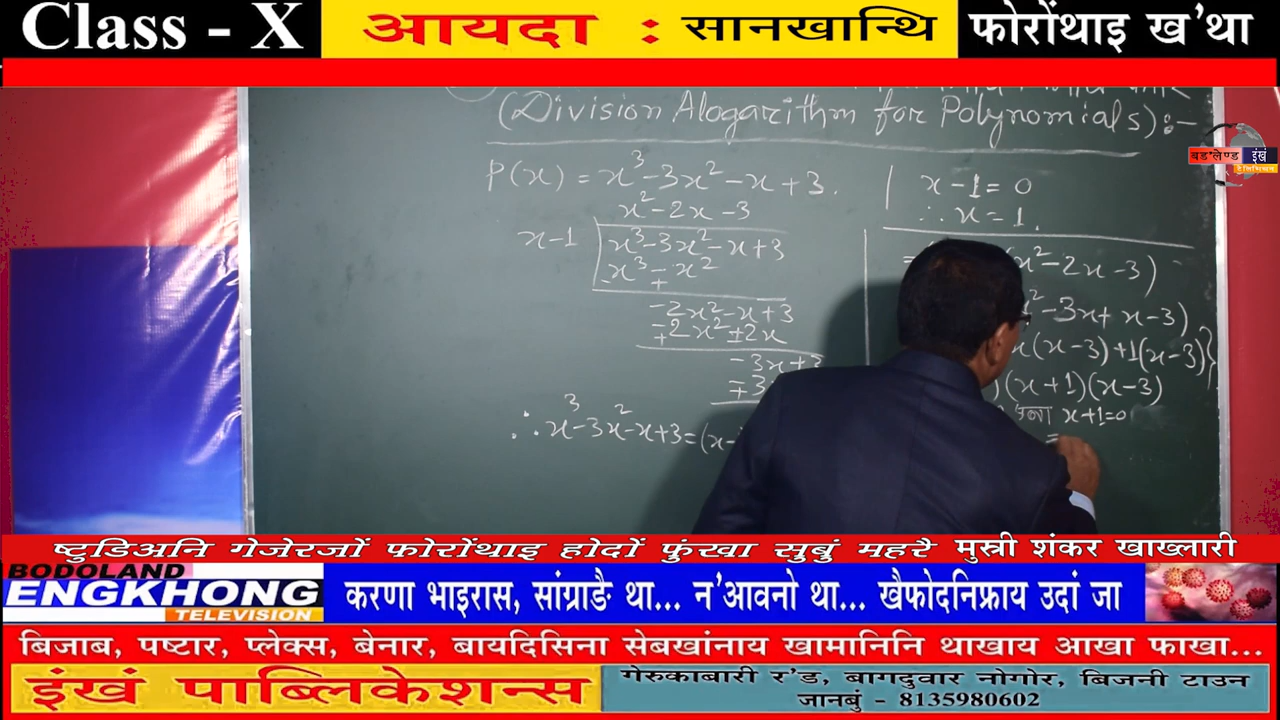 Class - X
आयदा : सानखान्थि
फोरोंथाइ ख'था
(Division Alogarithm for Polynomials):-
बड'लेण्ड इंखं
टेलिभिसन
P(x) = x³-3x²-x+3.
x-1=0
∴ x=1.
x²-2x-3
x-1 x³-3x²-x+3
x³-x²
- +
-2x²-x+3
-2x²+2x
+ -
-3x+3
∴ x³-3x²-x+3=(x-
(x²-2x-3)
-3x+x-3)
x(x-3)+1(x-3)}
)(x+1)(x-3)
x+1=0
=
ष्टुडिअनि गेजेरजों फोरोंथाइ होदों फुंखा सुबुं महरै मुस्री शंकर खाख्लारी
BODOLAND
ENGKHONG
TELEVISION
करणा भाइरास, सांग्राङै था... न'आवनो था... खैफोदनिफ्राय उदां जा
बिजाब, पष्टार, प्लेक्स, बेनार, बायदिसिना सेबखांनाय खामानिनि थाखाय आखा फाखा...
इंखं पाब्लिकेशन्स
गेरुकाबारी र'ड, बागदुवार नोगोर, बिजनी टाउन
जानबुं - 8135980602